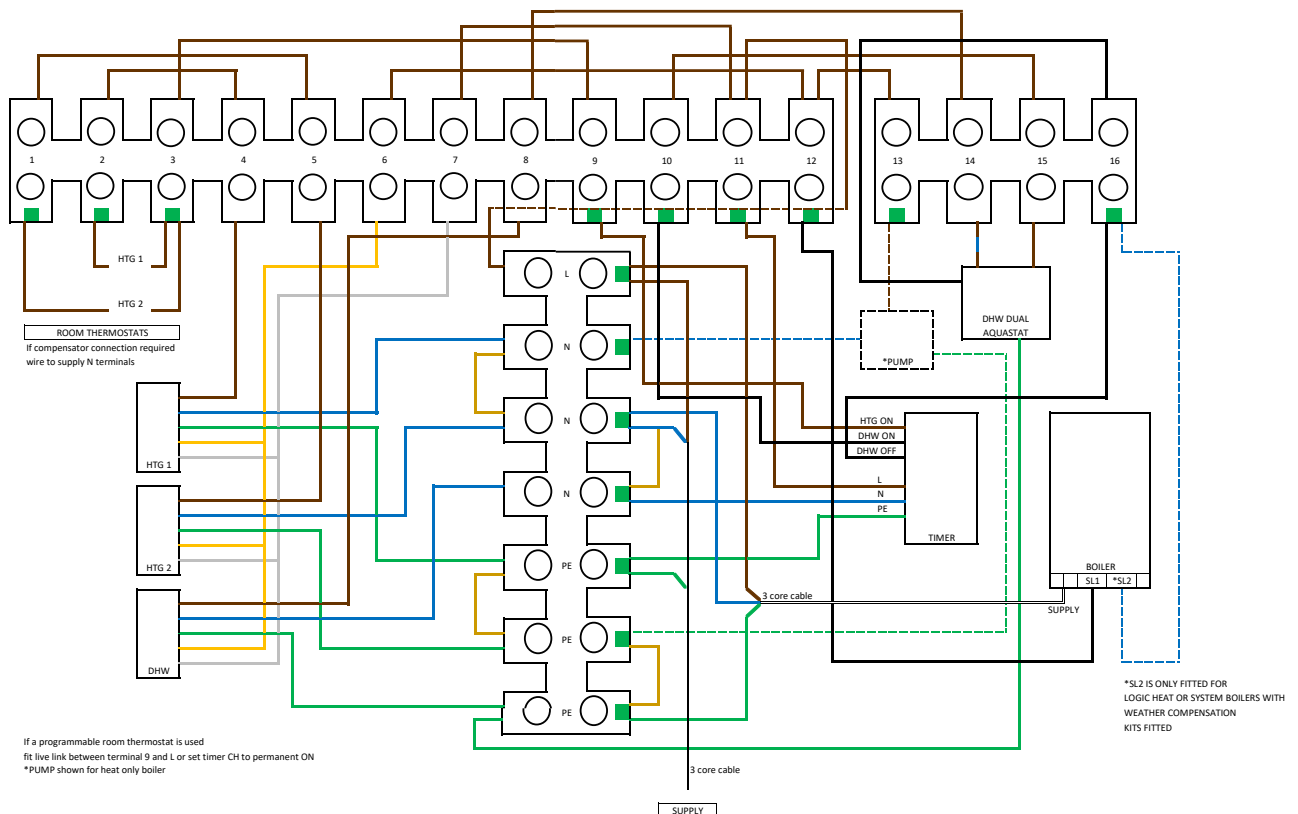 1 2 3 4 5 6 7 8 9 10 11 12 13 14 15 16
HTG 1
HTG 2
ROOM THERMOSTATS
If compensator connection required
wire to supply N terminals
L
N
N
N
PE
PE
PE
DHW DUAL
AQUASTAT
*PUMP
HTG ON
DHW ON
DHW OFF
L
N
PE
TIMER
HTG 1
HTG 2
DHW
BOILER
SL1 *SL2
SUPPLY
3 core cable
*SL2 IS ONLY FITTED FOR
LOGIC HEAT OR SYSTEM BOILERS WITH
WEATHER COMPENSATION
KITS FITTED
If a programmable room thermostat is used
fit live link between terminal 9 and L or set timer CH to permanent ON
*PUMP shown for heat only boiler
3 core cable
SUPPLY